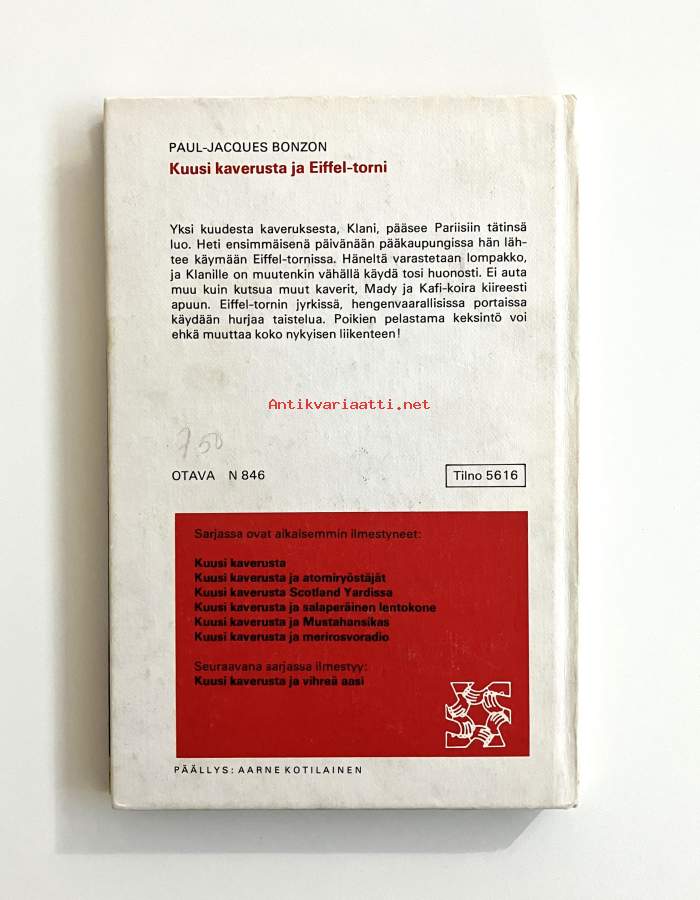 PAUL-JACQUES BONZON
Kuusi kaverusta ja Eiffel-torni
Yksi kuudesta kaveruksesta, Klani, pääsee Pariisiin tätinsä
luo. Heti ensimmäisenä päivänään pääkaupungissa hän läh-
tee käymään Eiffel-tornissa. Häneltä varastetaan lompakko,
ja Klanille on muutenkin vähällä käydä tosi huonosti. Ei auta
muu kuin kutsua muut kaverit, Mady ja Kafi-koira kiireesti
apuun. Eiffel-tornin jyrkissä, hengenvaarallisissa portaissa
käydään hurjaa taistelua. Poikien pelastama keksintö voi
ehkä muuttaa koko nykyisen liikenteen!
Antikvariaatti.net
750
OTAVA N 846
Tilno 5616
Sarjassa ovat aikaisemmin ilmestyneet:
Kuusi kaverusta
Kuusi kaverusta ja atomiryöstäjät
Kuusi kaverusta Scotland Yardissa
Kuusi kaverusta ja salaperäinen lentokone
Kuusi kaverusta ja Mustahansikas
Kuusi kaverusta ja merirosvoradio
Seuraavana sarjassa ilmestyy:
Kuusi kaverusta ja vihreä aasi
PÄÄLLYS: AARNE KOTILAINEN